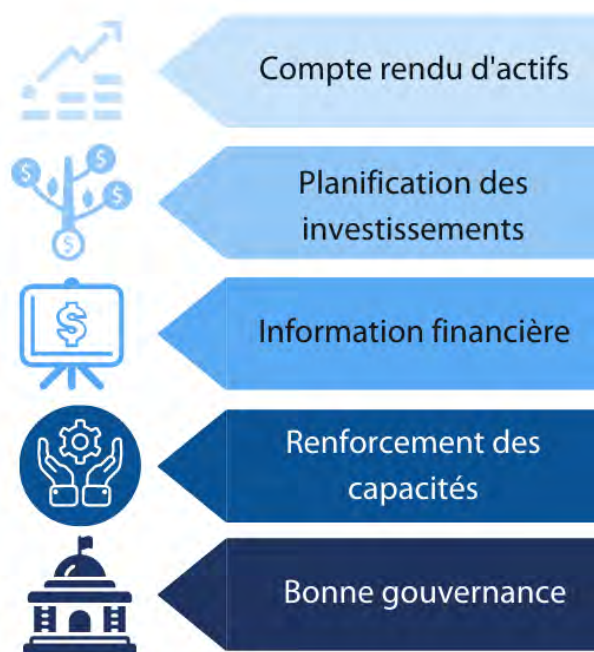 Compte rendu d'actifs
Planification des
investissements
Information financière
Renforcement des
capacités
Bonne gouvernance